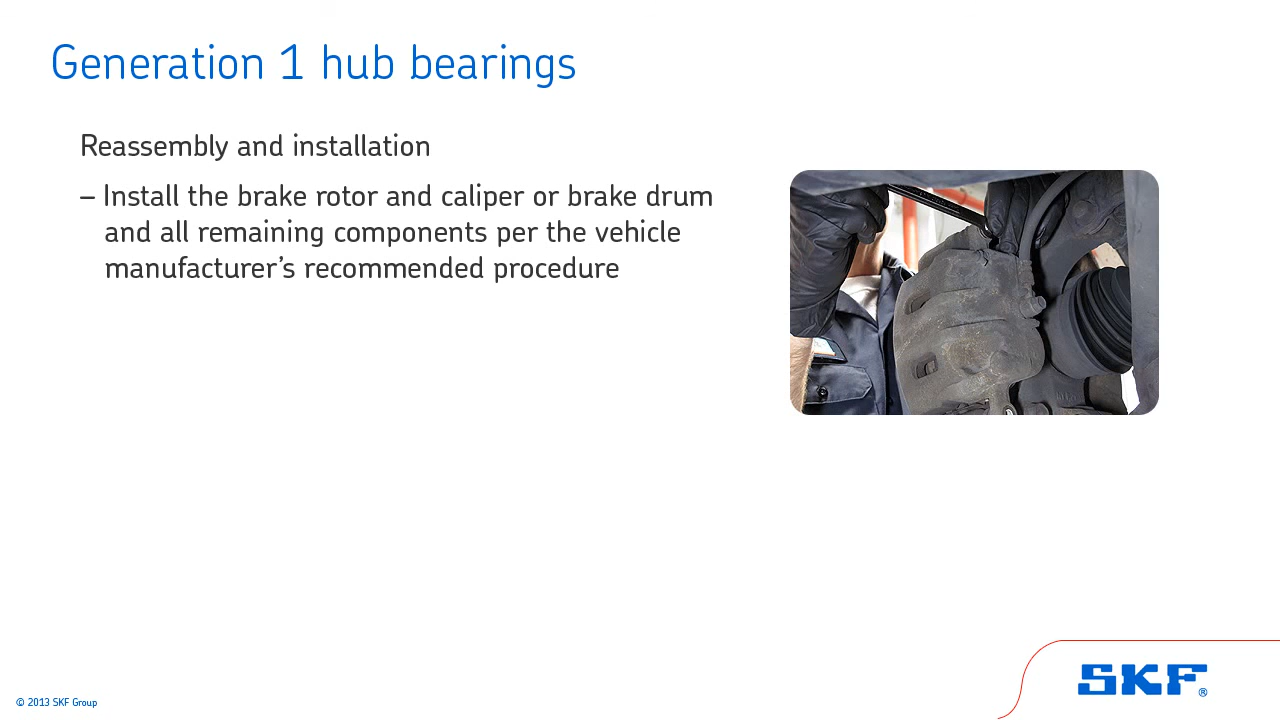 Generation 1 hub bearings
Reassembly and installation
– Install the brake rotor and caliper or brake drum
and all remaining components per the vehicle
manufacturer’s recommended procedure
© 2013 SKF Group
SKF®